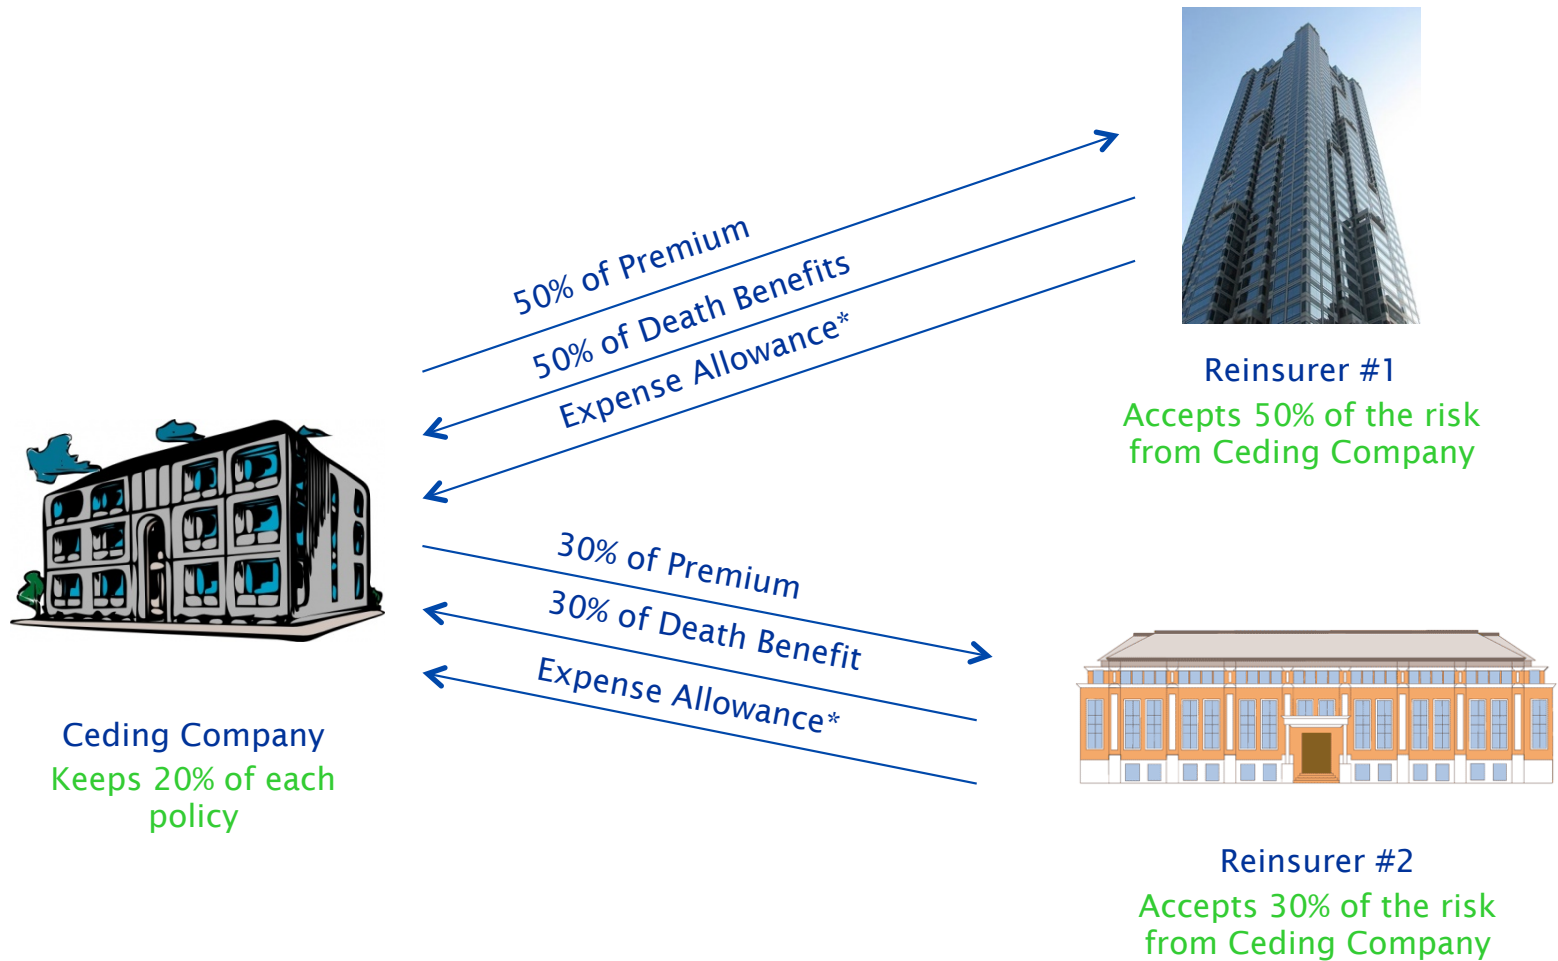 50% of Premium
50% of Death Benefits
Expense Allowance*
Reinsurer #1
Accepts 50% of the risk
from Ceding Company
30% of Premium
30% of Death Benefit
Expense Allowance*
Ceding Company
Keeps 20% of each
policy
Reinsurer #2
Accepts 30% of the risk
from Ceding Company